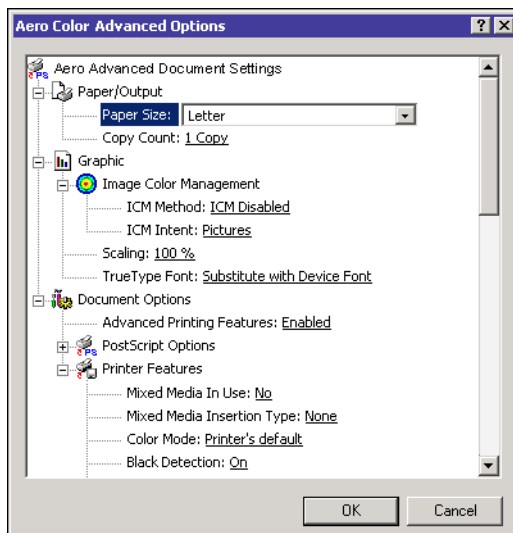 Aero Color Advanced Options
Aero Advanced Document Settings
Paper/Output
Paper Size: Letter
Copy Count: 1 Copy
Graphic
Image Color Management
ICM Method: ICM Disabled
ICM Intent: Pictures
Scaling: 100 %
TrueType Font: Substitute with Device Font
Document Options
Advanced Printing Features: Enabled
PostScript Options
Printer Features
Mixed Media In Use: No
Mixed Media Insertion Type: None
Color Mode: Printer's default
Black Detection: On
OK Cancel